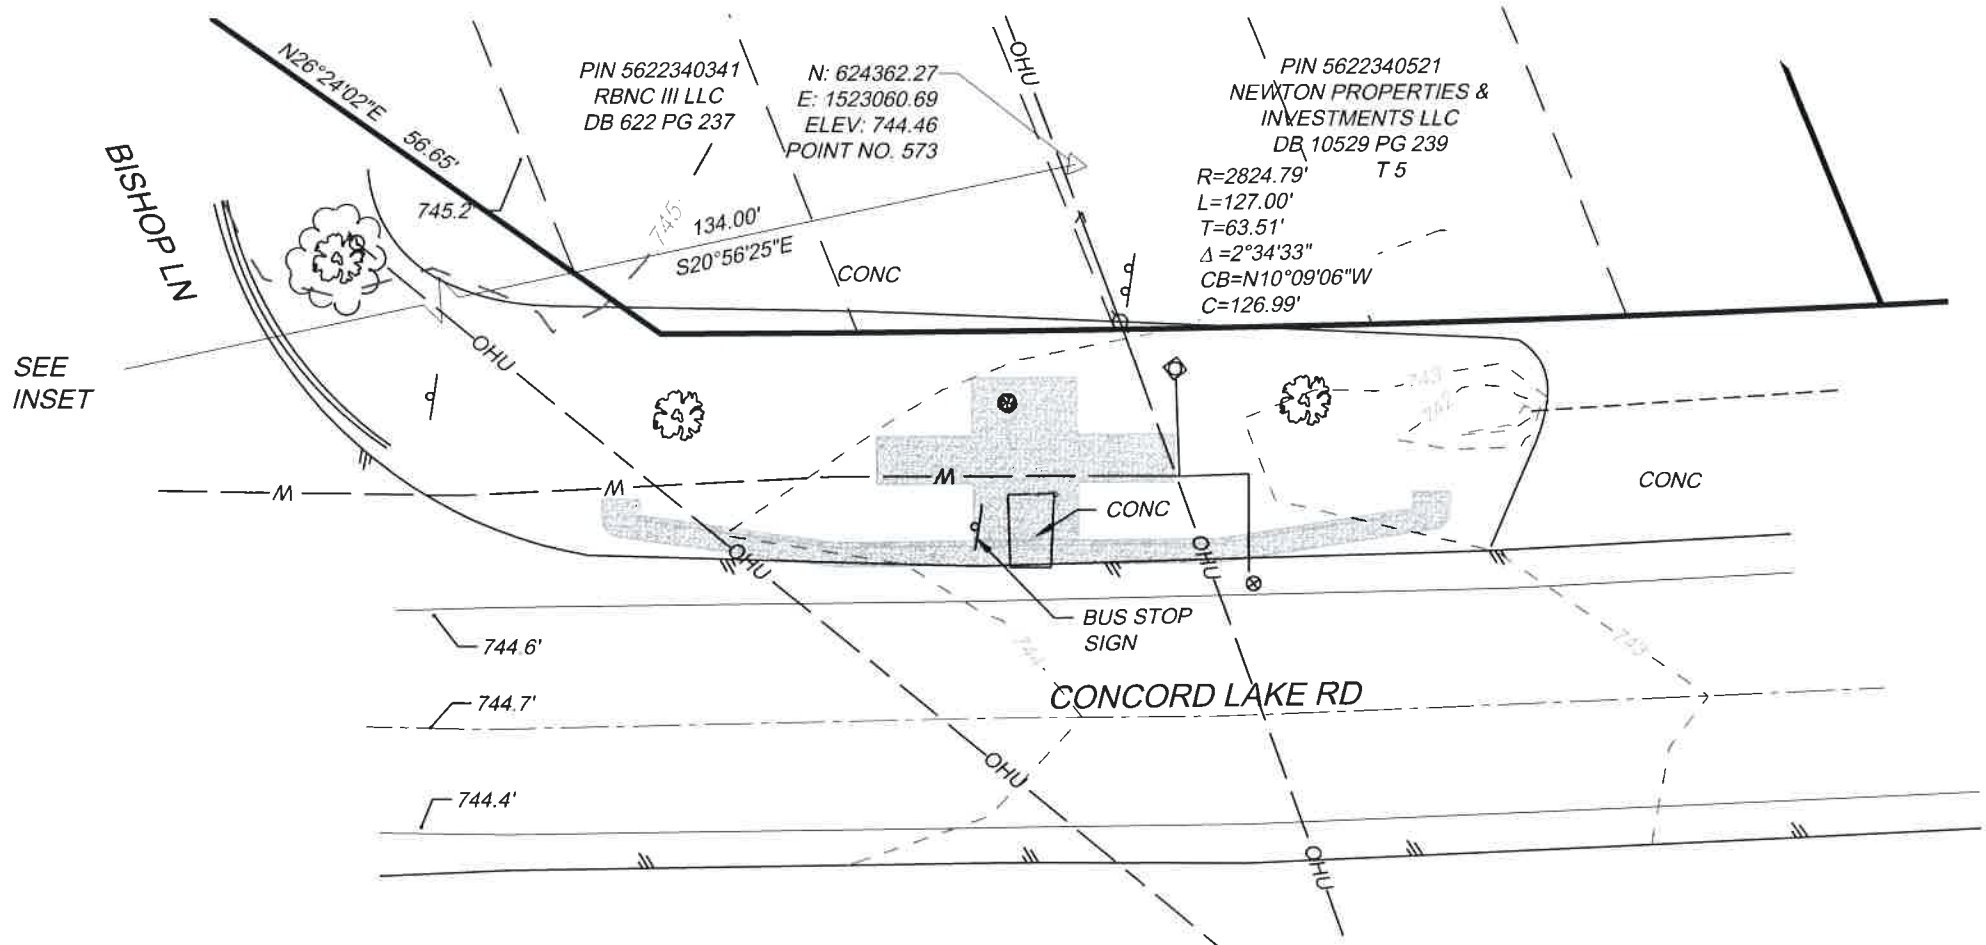 N26°24'02"E 56.65'
BISHOP LN
PIN 5622340341
RBNC III LLC
DB 622 PG 237
N: 624362.27
E: 1523060.69
ELEV: 744.46
POINT NO. 573
OHU
PIN 5622340521
NEWTON PROPERTIES &
INVESTMENTS LLC
DB 10529 PG 239
T 5
R=2824.79'
L=127.00'
T=63.51'
Δ=2°34'33"
CB=N10°09'06"W
C=126.99'
745.2'
745
134.00'
S20°56'25"E
CONC
SEE
INSET
OHU
743
742
W
W
W
CONC
CONC
OHU
OHU
BUS STOP
SIGN
744.6'
744
743
744.7'
CONCORD LAKE RD
OHU
744.4'
OHU